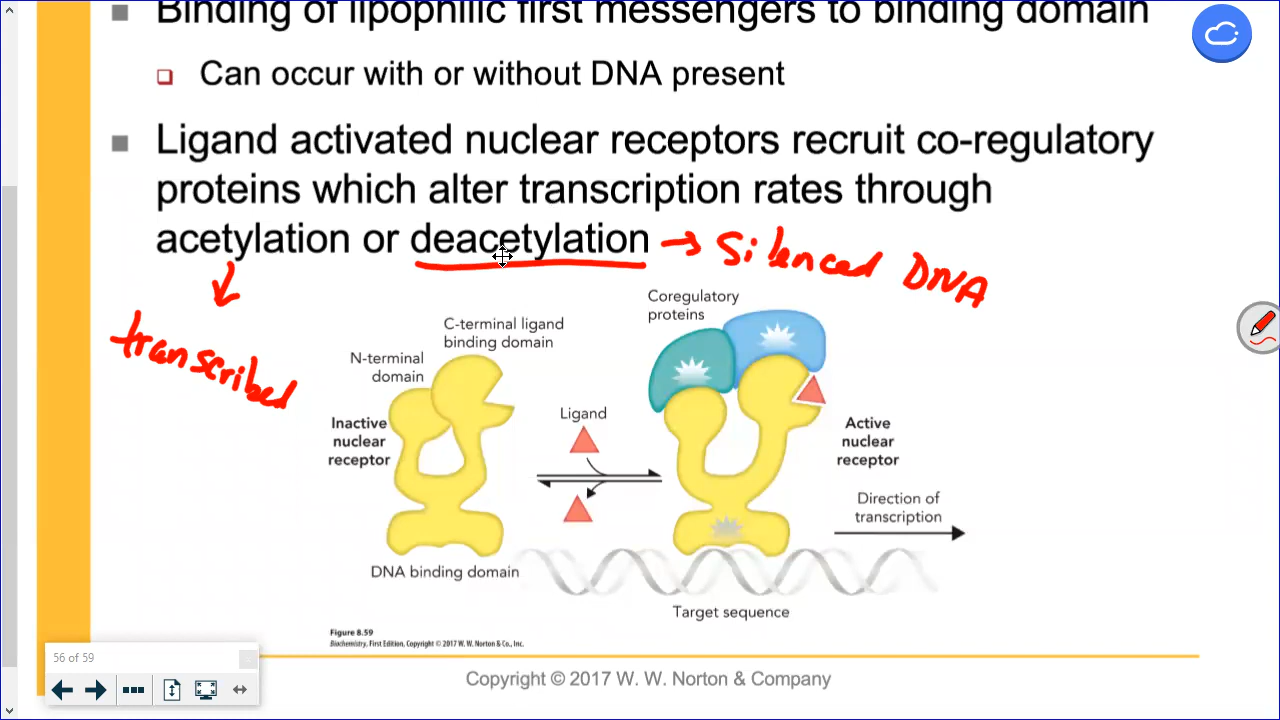 Binding of lipophilic first messengers to binding domain
Can occur with or without DNA present
Ligand activated nuclear receptors recruit co-regulatory
proteins which alter transcription rates through
acetylation or deacetylation → Silenced DNA
transcribed
Coregulatory
proteins
C-terminal ligand
binding domain
N-terminal
domain
Inactive
nuclear
receptor
Ligand
Active
nuclear
receptor
Direction of
transcription
DNA binding domain
Target sequence
Figure 8.59
Biochemistry, First Edition, Copyright © 2017 W. W. Norton & Co., Inc.
56 of 59
Copyright © 2017 W. W. Norton & Company